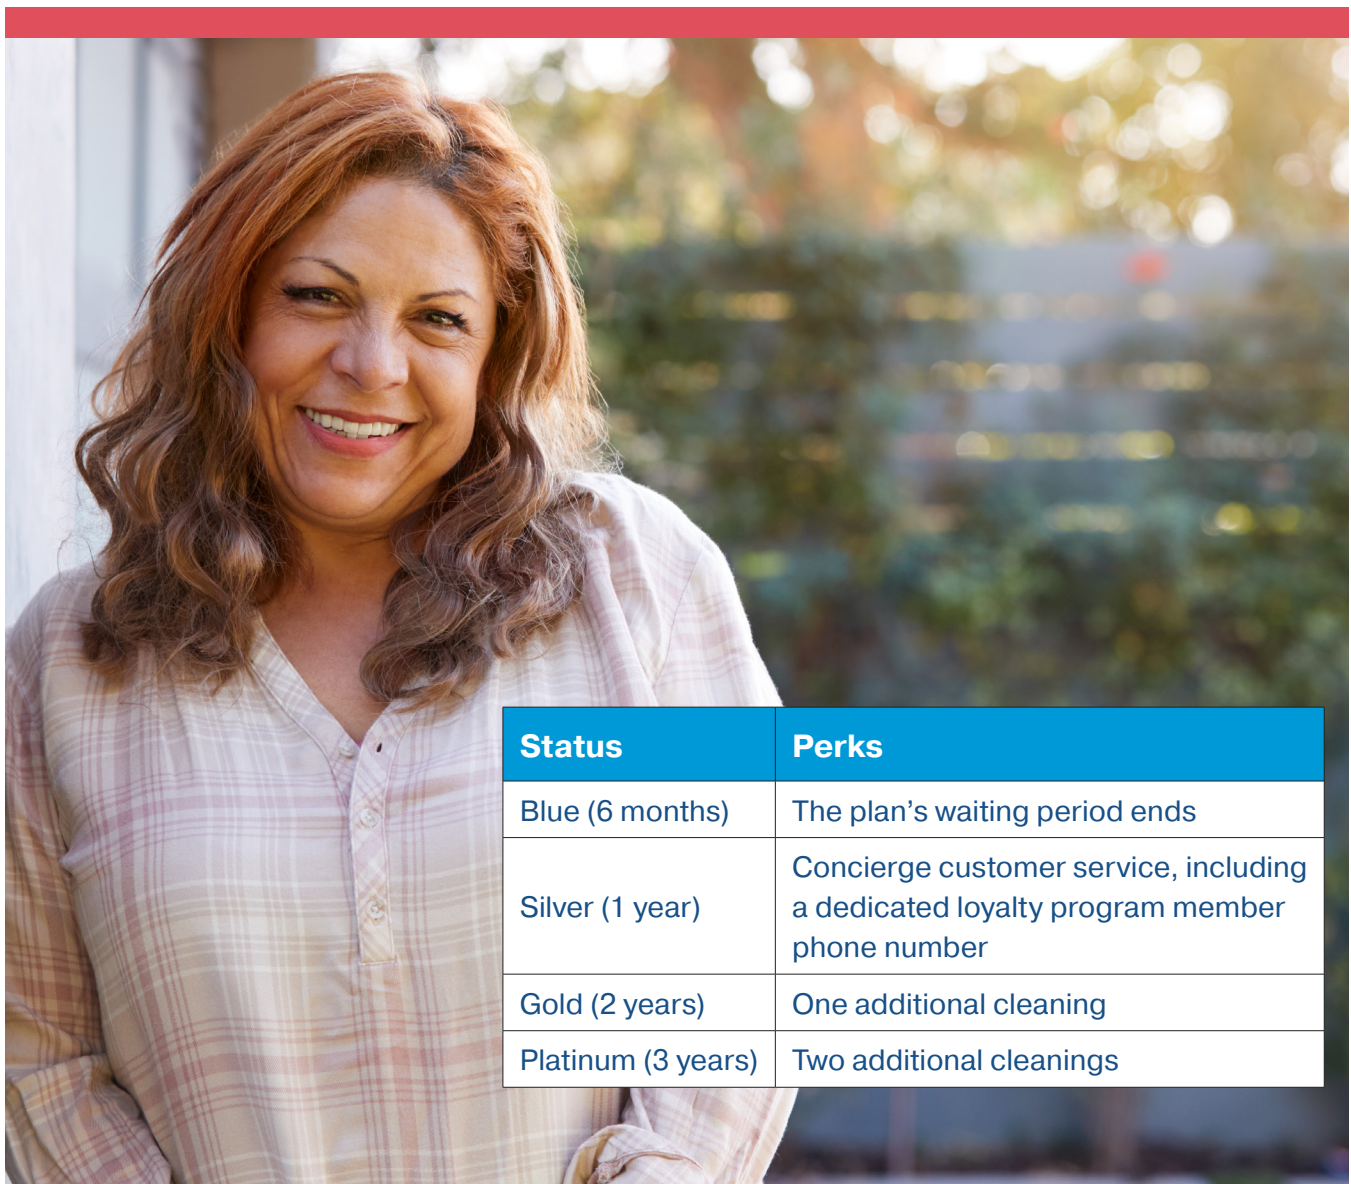 Status Perks
Blue (6 months) The plan’s waiting period ends
Silver (1 year) Concierge customer service, including
a dedicated loyalty program member
phone number
Gold (2 years) One additional cleaning
Platinum (3 years) Two additional cleanings